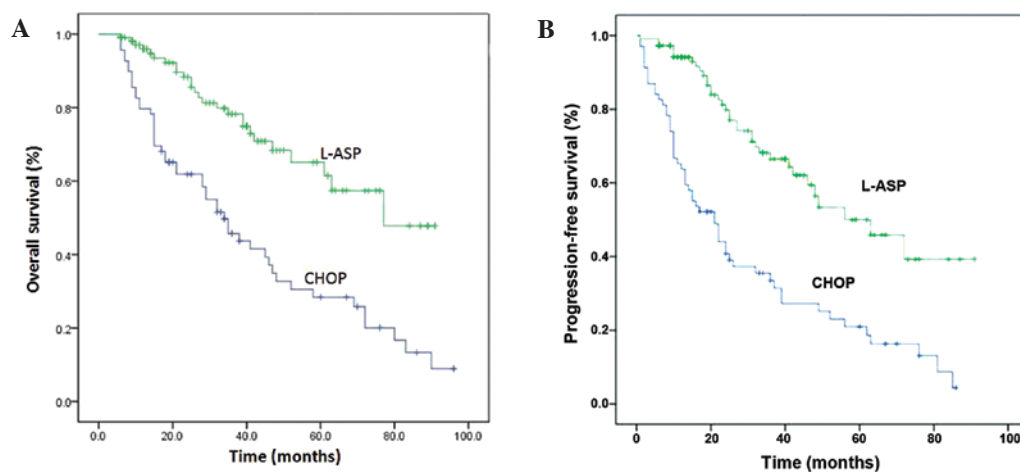 A
Overall survival (%)
1.0
0.8
0.6
0.4
0.2
0.0
L-ASP
CHOP
0.0 20.0 40.0 60.0 80.0 100.0
Time (months)
B
Progression-free survival (%)
1.0
0.8
0.6
0.4
0.2
0.0
L-ASP
CHOP
0 20 40 60 80 100
Time (months)